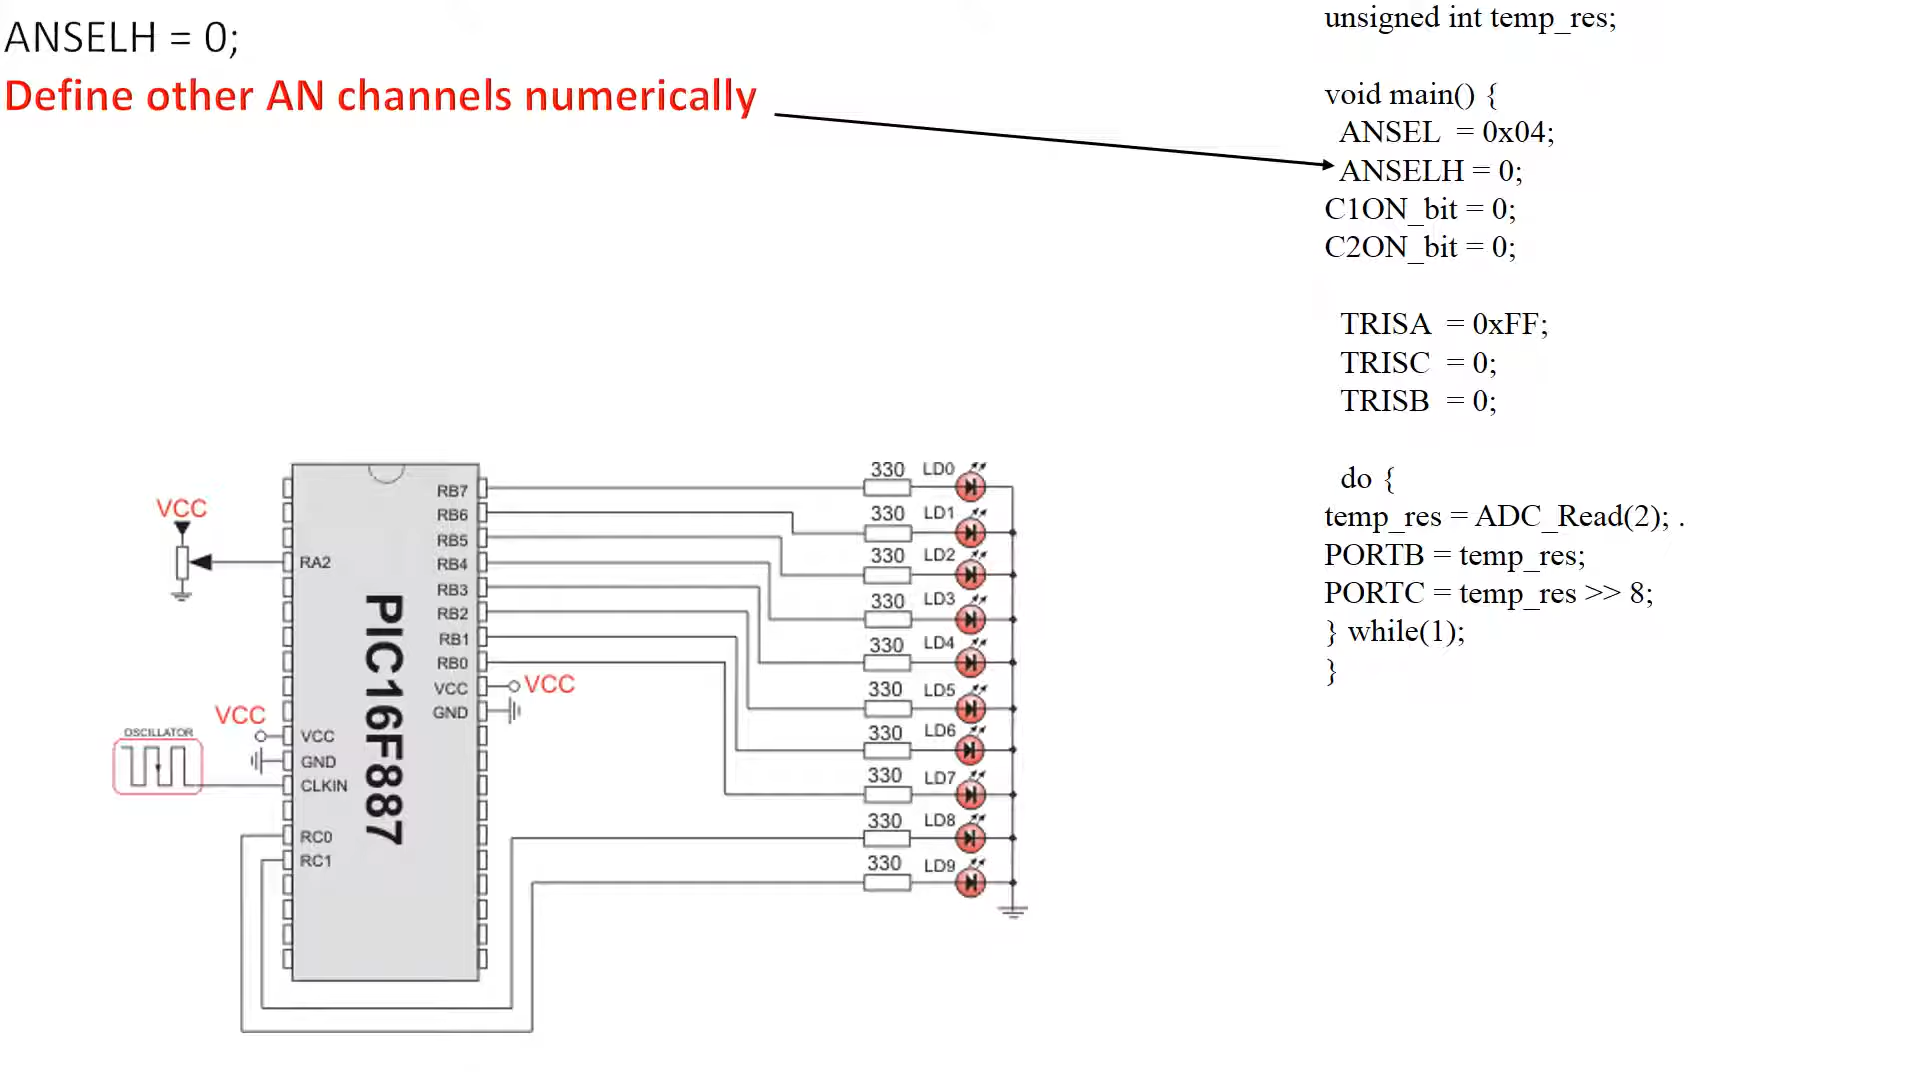 ANSELH = 0;
Define other AN channels numerically
unsigned int temp_res;
void main() {
ANSEL  = 0x04;
ANSELH = 0;
C1ON_bit = 0;
C2ON_bit = 0;
TRISA  = 0xFF;
TRISC  = 0;
TRISB  = 0;
do {
temp_res = ADC_Read(2); .
PORTB = temp_res;
PORTC = temp_res >> 8;
} while(1);
}
VCC
RA2
VCC
OSCILLATOR
VCC
GND
CLKIN
RC0
RC1
PIC16F887
RB7
RB6
RB5
RB4
RB3
RB2
RB1
RB0
VCC
GND
VCC
330 LD0
330 LD1
330 LD2
330 LD3
330 LD4
330 LD5
330 LD6
330 LD7
330 LD8
330 LD9